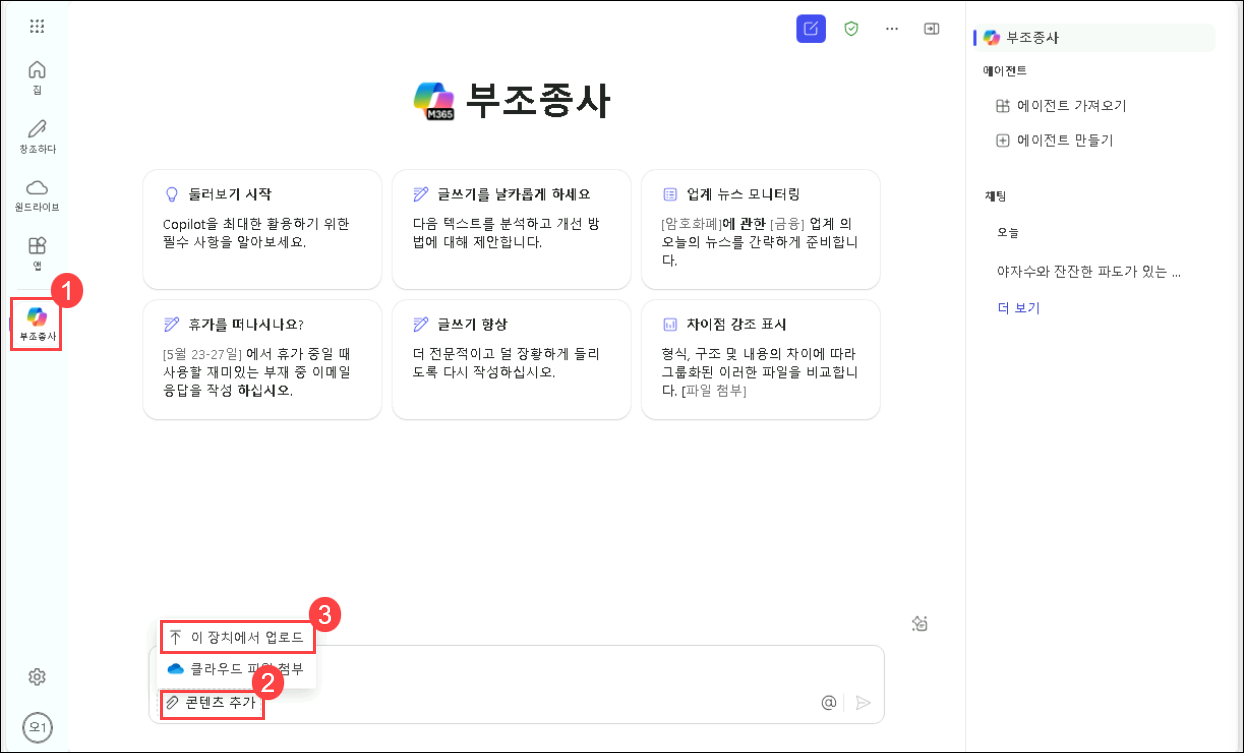 집
창조하다
원드라이브
앱
1
부조종사
오1
M365 부조종사
둘러보기 시작
Copilot을 최대한 활용하기 위한
필수 사항을 알아보세요.
글쓰기를 날카롭게 하세요
다음 텍스트를 분석하고 개선 방
법에 대해 제안합니다.
업계 뉴스 모니터링
[암호화폐]에 관한 [금융] 업계 의
오늘의 뉴스를 간략하게 준비합니
다.
휴가를 떠나시나요?
[5월 23-27일] 에서 휴가 중일 때
사용할 재미있는 부재 중 이메일
응답을 작성 하십시오.
글쓰기 향상
더 전문적이고 덜 장황하게 들리
도록 다시 작성하십시오.
차이점 강조 표시
형식, 구조 및 내용의 차이에 따라
그룹화된 이러한 파일을 비교합니
다. [파일 첨부]
3
이 장치에서 업로드
클라우드 파일 첨부
2
콘텐츠 추가
@
부조종사
에이전트
에이전트 가져오기
에이전트 만들기
채팅
오늘
야자수와 잔잔한 파도가 있는 ...
더 보기